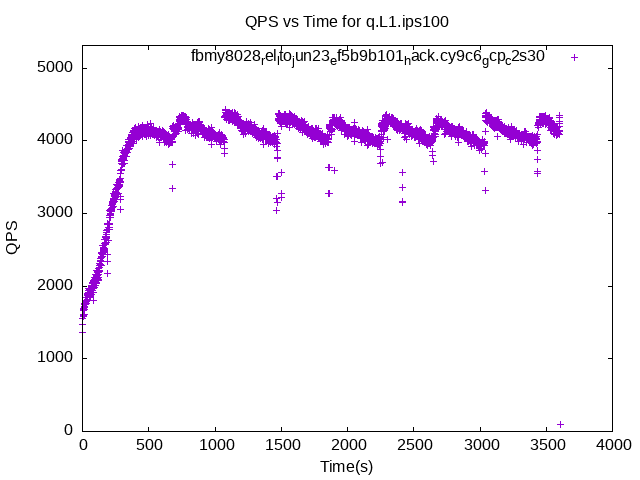 QPS vs Time for q.L1.ips100
fbmy8028relitojun23ef5b9b101hack.cy9c6gcpc2s30
5000
4000
3000
2000
1000
0
QPS
0 500 1000 1500 2000 2500 3000 3500 4000
Time(s)